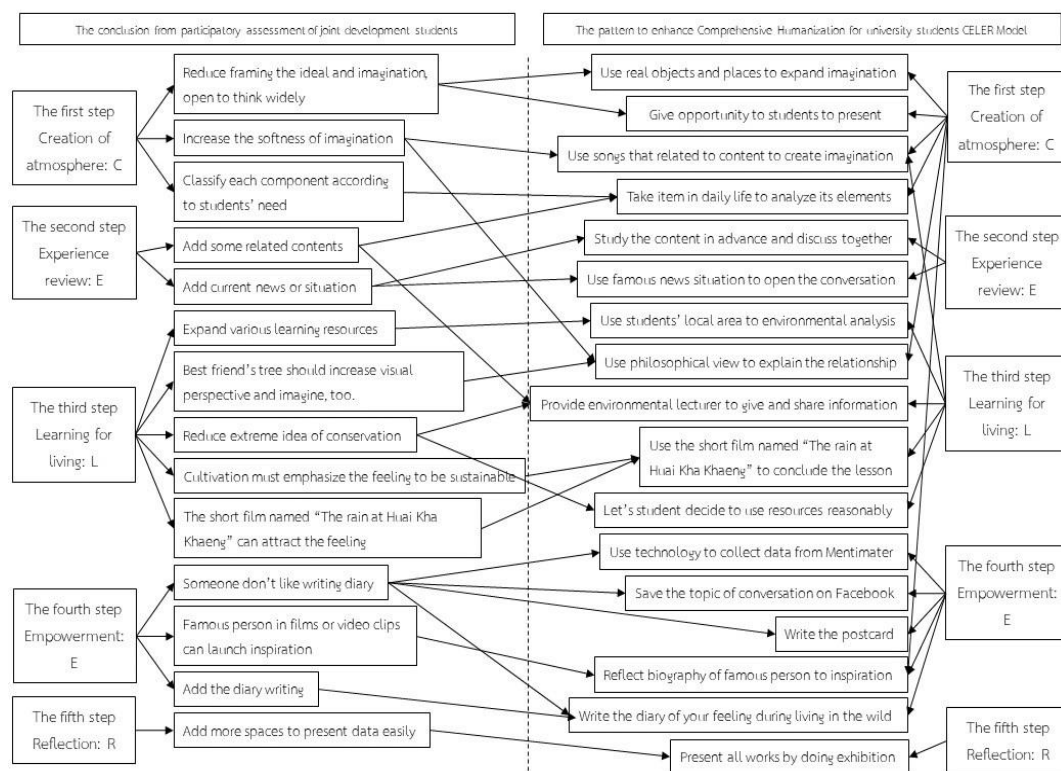 The conclusion from participatory assessment of joint development students
The pattern to enhance Comprehensive Humanization for university students CELER Model
The first step
Creation of
atmosphere: C
The second step
Experience
review: E
The third step
Learning for
living: L
The fourth step
Empowerment:
E
The fifth step
Reflection: R
Reduce framing the ideal and imagination,
open to think widely
Increase the softness of imagination
Classify each component according
to students' need
Add some related contents
Add current news or situation
Expand various learning resources
Best friend's tree should increase visual
perspective and imagine, too.
Reduce extreme idea of conservation
Cultivation must emphasize the feeling to be sustainable
The short film named "The rain at Huai Kha
Khaeng" can attract the feeling
Someone don't like writing diary
Famous person in films or video clips
can launch inspiration
Add the diary writing
Add more spaces to present data easily
Use real objects and places to expand imagination
Give opportunity to students to present
Use songs that related to content to create imagination
Take item in daily life to analyze its elements
Study the content in advance and discuss together
Use famous news situation to open the conversation
Use students' local area to environmental analysis
Use philosophical view to explain the relationship
Provide environmental lecturer to give and share information
Use the short film named "The rain at
Huai Kha Khaeng" to conclude the lesson
Let's student decide to use resources reasonably
Use technology to collect data from Mentimater
Save the topic of conversation on Facebook
Write the postcard
Reflect biography of famous person to inspiration
Write the diary of your feeling during living in the wild
Present all works by doing exhibition
The first step
Creation of
atmosphere: C
The second step
Experience
review: E
The third step
Learning for
living: L
The fourth step
Empowerment:
E
The fifth step
Reflection: R